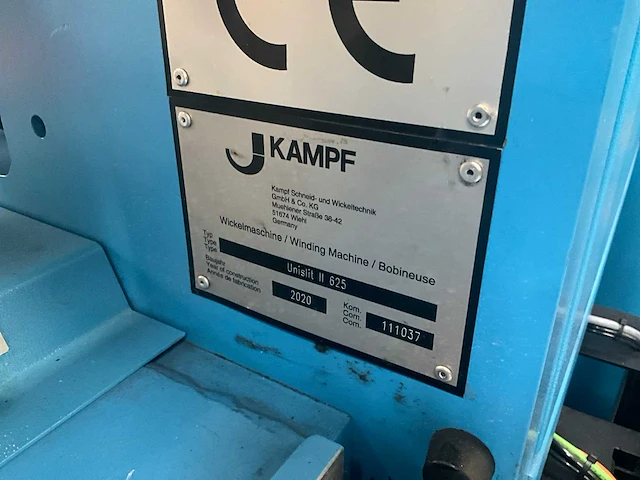 CE
KAMPF
Kampf Schneid- und Wickeltechnik
GmbH & Co. KG
Muehlener Straße 36-42
51674 Wiehl
Germany
Wickelmaschine / Winding Machine / Bobineuse
Typ
Type
Type
Unislit II 625
Baujahr
Year of construction
Année de fabrication
2020
Kom.
Com.
Com.
111037